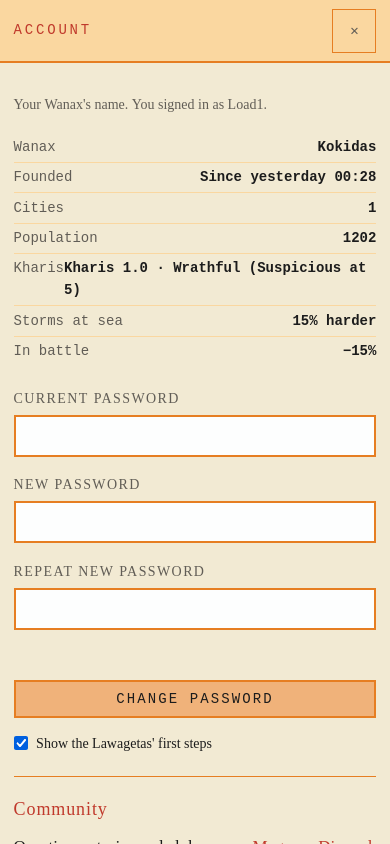 ACCOUNT
×
Your Wanax's name. You signed in as Load1.
Wanax Kokidas
Founded Since yesterday 00:28
Cities 1
Population 1202
Kharis Kharis 1.0 · Wrathful (Suspicious at
5)
Storms at sea 15% harder
In battle −15%
CURRENT PASSWORD
NEW PASSWORD
REPEAT NEW PASSWORD
CHANGE PASSWORD
Show the Lawagetas' first steps
Community